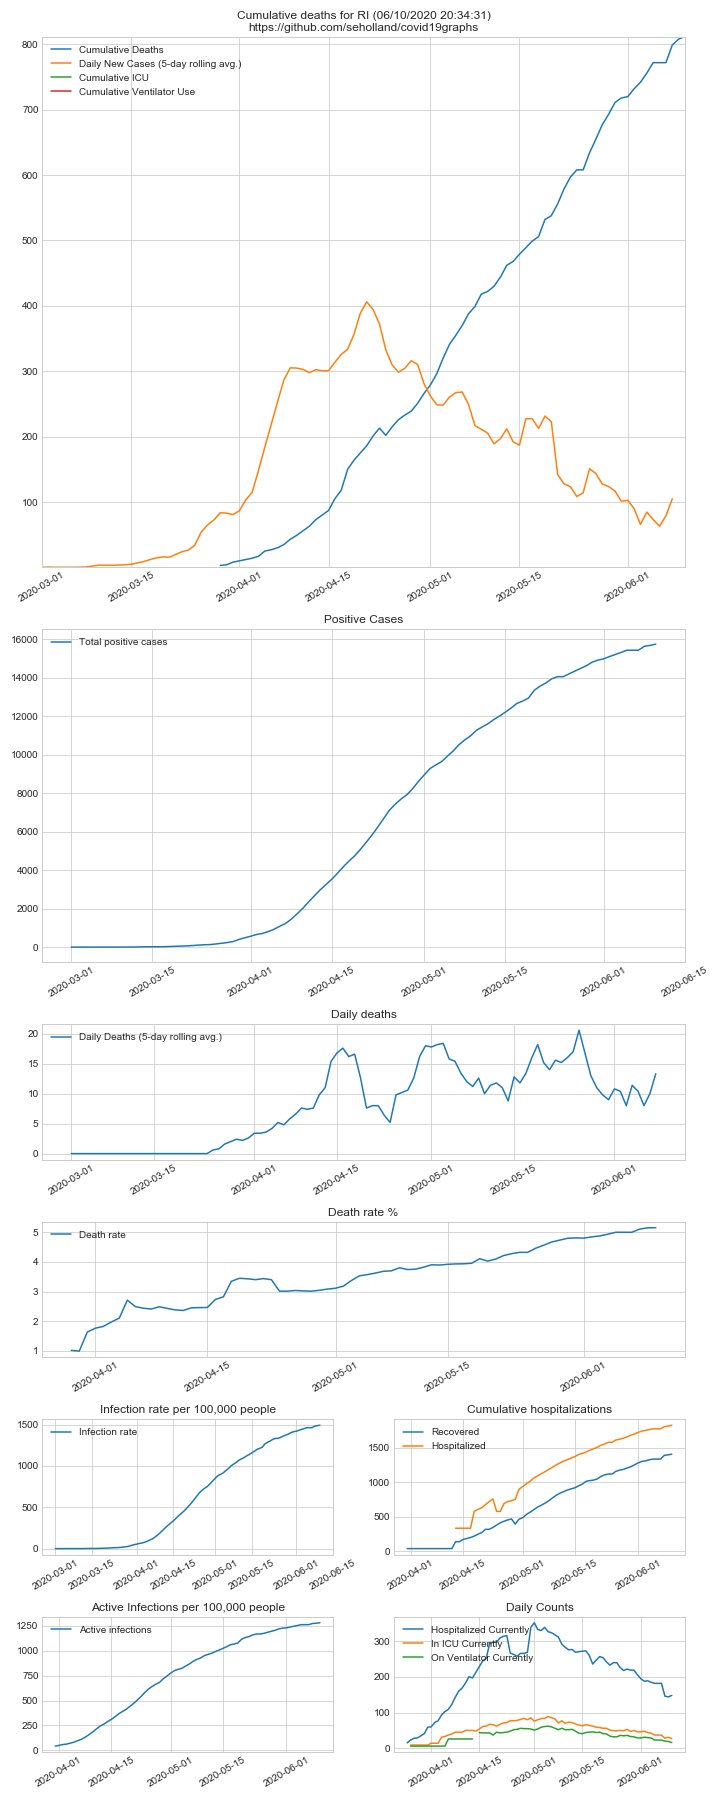 Cumulative deaths for RI (06/10/2020 20:34:31)
https://github.com/seholland/covid19graphs
Cumulative Deaths
Daily New Cases (5-day rolling avg.)
Cumulative ICU
Cumulative Ventilator Use
800
700
600
500
400
300
200
100
2020-03-01 2020-03-15 2020-04-01 2020-04-15 2020-05-01 2020-05-15 2020-06-01
Positive Cases
Total positive cases
16000
14000
12000
10000
8000
6000
4000
2000
0
2020-03-01 2020-03-15 2020-04-01 2020-04-15 2020-05-01 2020-05-15 2020-06-01 2020-06-15
Daily deaths
Daily Deaths (5-day rolling avg.)
20
15
10
5
0
2020-03-01 2020-03-15 2020-04-01 2020-04-15 2020-05-01 2020-05-15 2020-06-01
Death rate %
Death rate
5
4
3
2
1
2020-04-01 2020-04-15 2020-05-01 2020-05-15 2020-06-01
Infection rate per 100,000 people
Infection rate
1500
1000
500
0
2020-03-01 2020-03-15 2020-04-01 2020-04-15 2020-05-01 2020-05-15 2020-06-01 2020-06-15
Cumulative hospitalizations
Recovered
Hospitalized
1500
1000
500
0
2020-04-01 2020-04-15 2020-05-01 2020-05-15 2020-06-01
Active Infections per 100,000 people
Active infections
1250
1000
750
500
250
0
2020-04-01 2020-04-15 2020-05-01 2020-05-15 2020-06-01
Daily Counts
Hospitalized Currently
In ICU Currently
On Ventilator Currently
300
200
100
0
2020-04-01 2020-04-15 2020-05-01 2020-05-15 2020-06-01